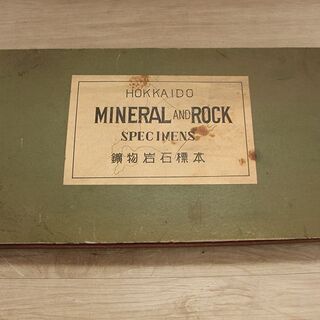 HOKKAIDO
MINERAL AND ROCK
SPECIMENS
鑛物岩石標本